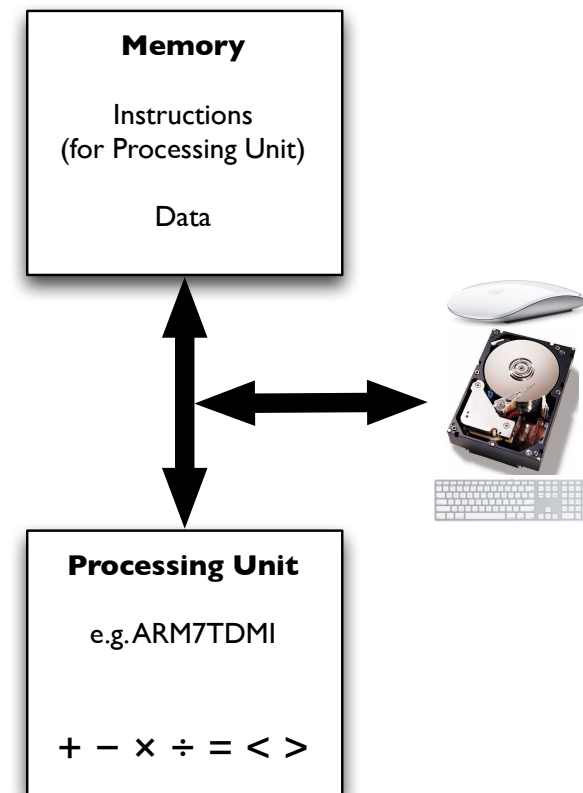 Memory
Instructions
(for Processing Unit)
Data
Processing Unit
e.g. ARM7TDMI
+ − × ÷ = < >